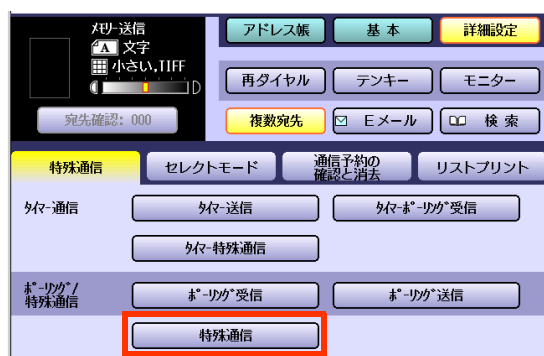 ﾒﾓﾘｰ送信
A 文字
小さい,TIFF
D
宛先確認: 000
アドレス帳
基本
詳細設定
再ダイヤル
テンキー
モニター
複数宛先
Eメール
検索
特殊通信
セレクトモード
通信予約の
確認と消去
リストプリント
ﾀｲﾏｰ通信
ﾀｲﾏｰ送信
ﾀｲﾏｰﾎﾟｰﾘﾝｸﾞ受信
ﾀｲﾏｰ特殊通信
ﾎﾟｰﾘﾝｸﾞ/
特殊通信
ﾎﾟｰﾘﾝｸﾞ受信
ﾎﾟｰﾘﾝｸﾞ送信
特殊通信